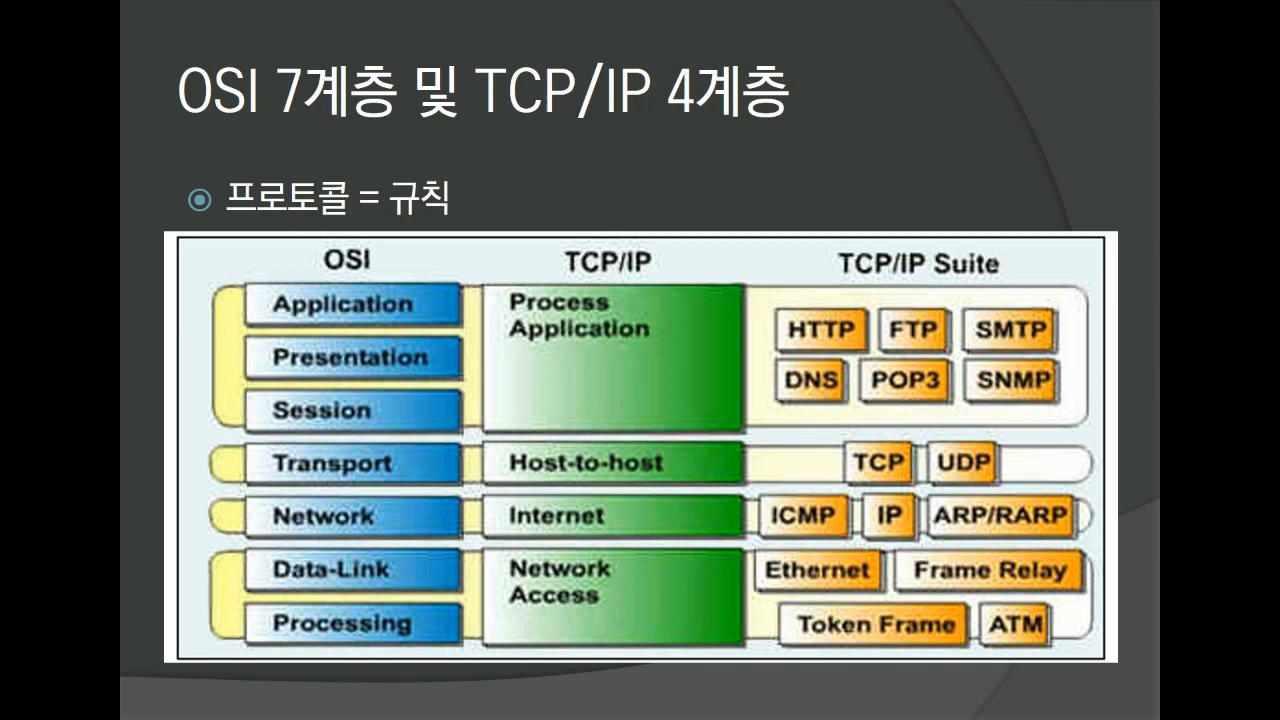 OSI 7계층 및 TCP/IP 4계층
프로토콜 = 규칙
OSI TCP/IP TCP/IP Suite
Application
Presentation
Session
Process
Application
HTTP FTP SMTP
DNS POP3 SNMP
Transport Host-to-host TCP UDP
Network Internet ICMP IP ARP/RARP
Data-Link
Processing
Network
Access
Ethernet Frame Relay
Token Frame ATM